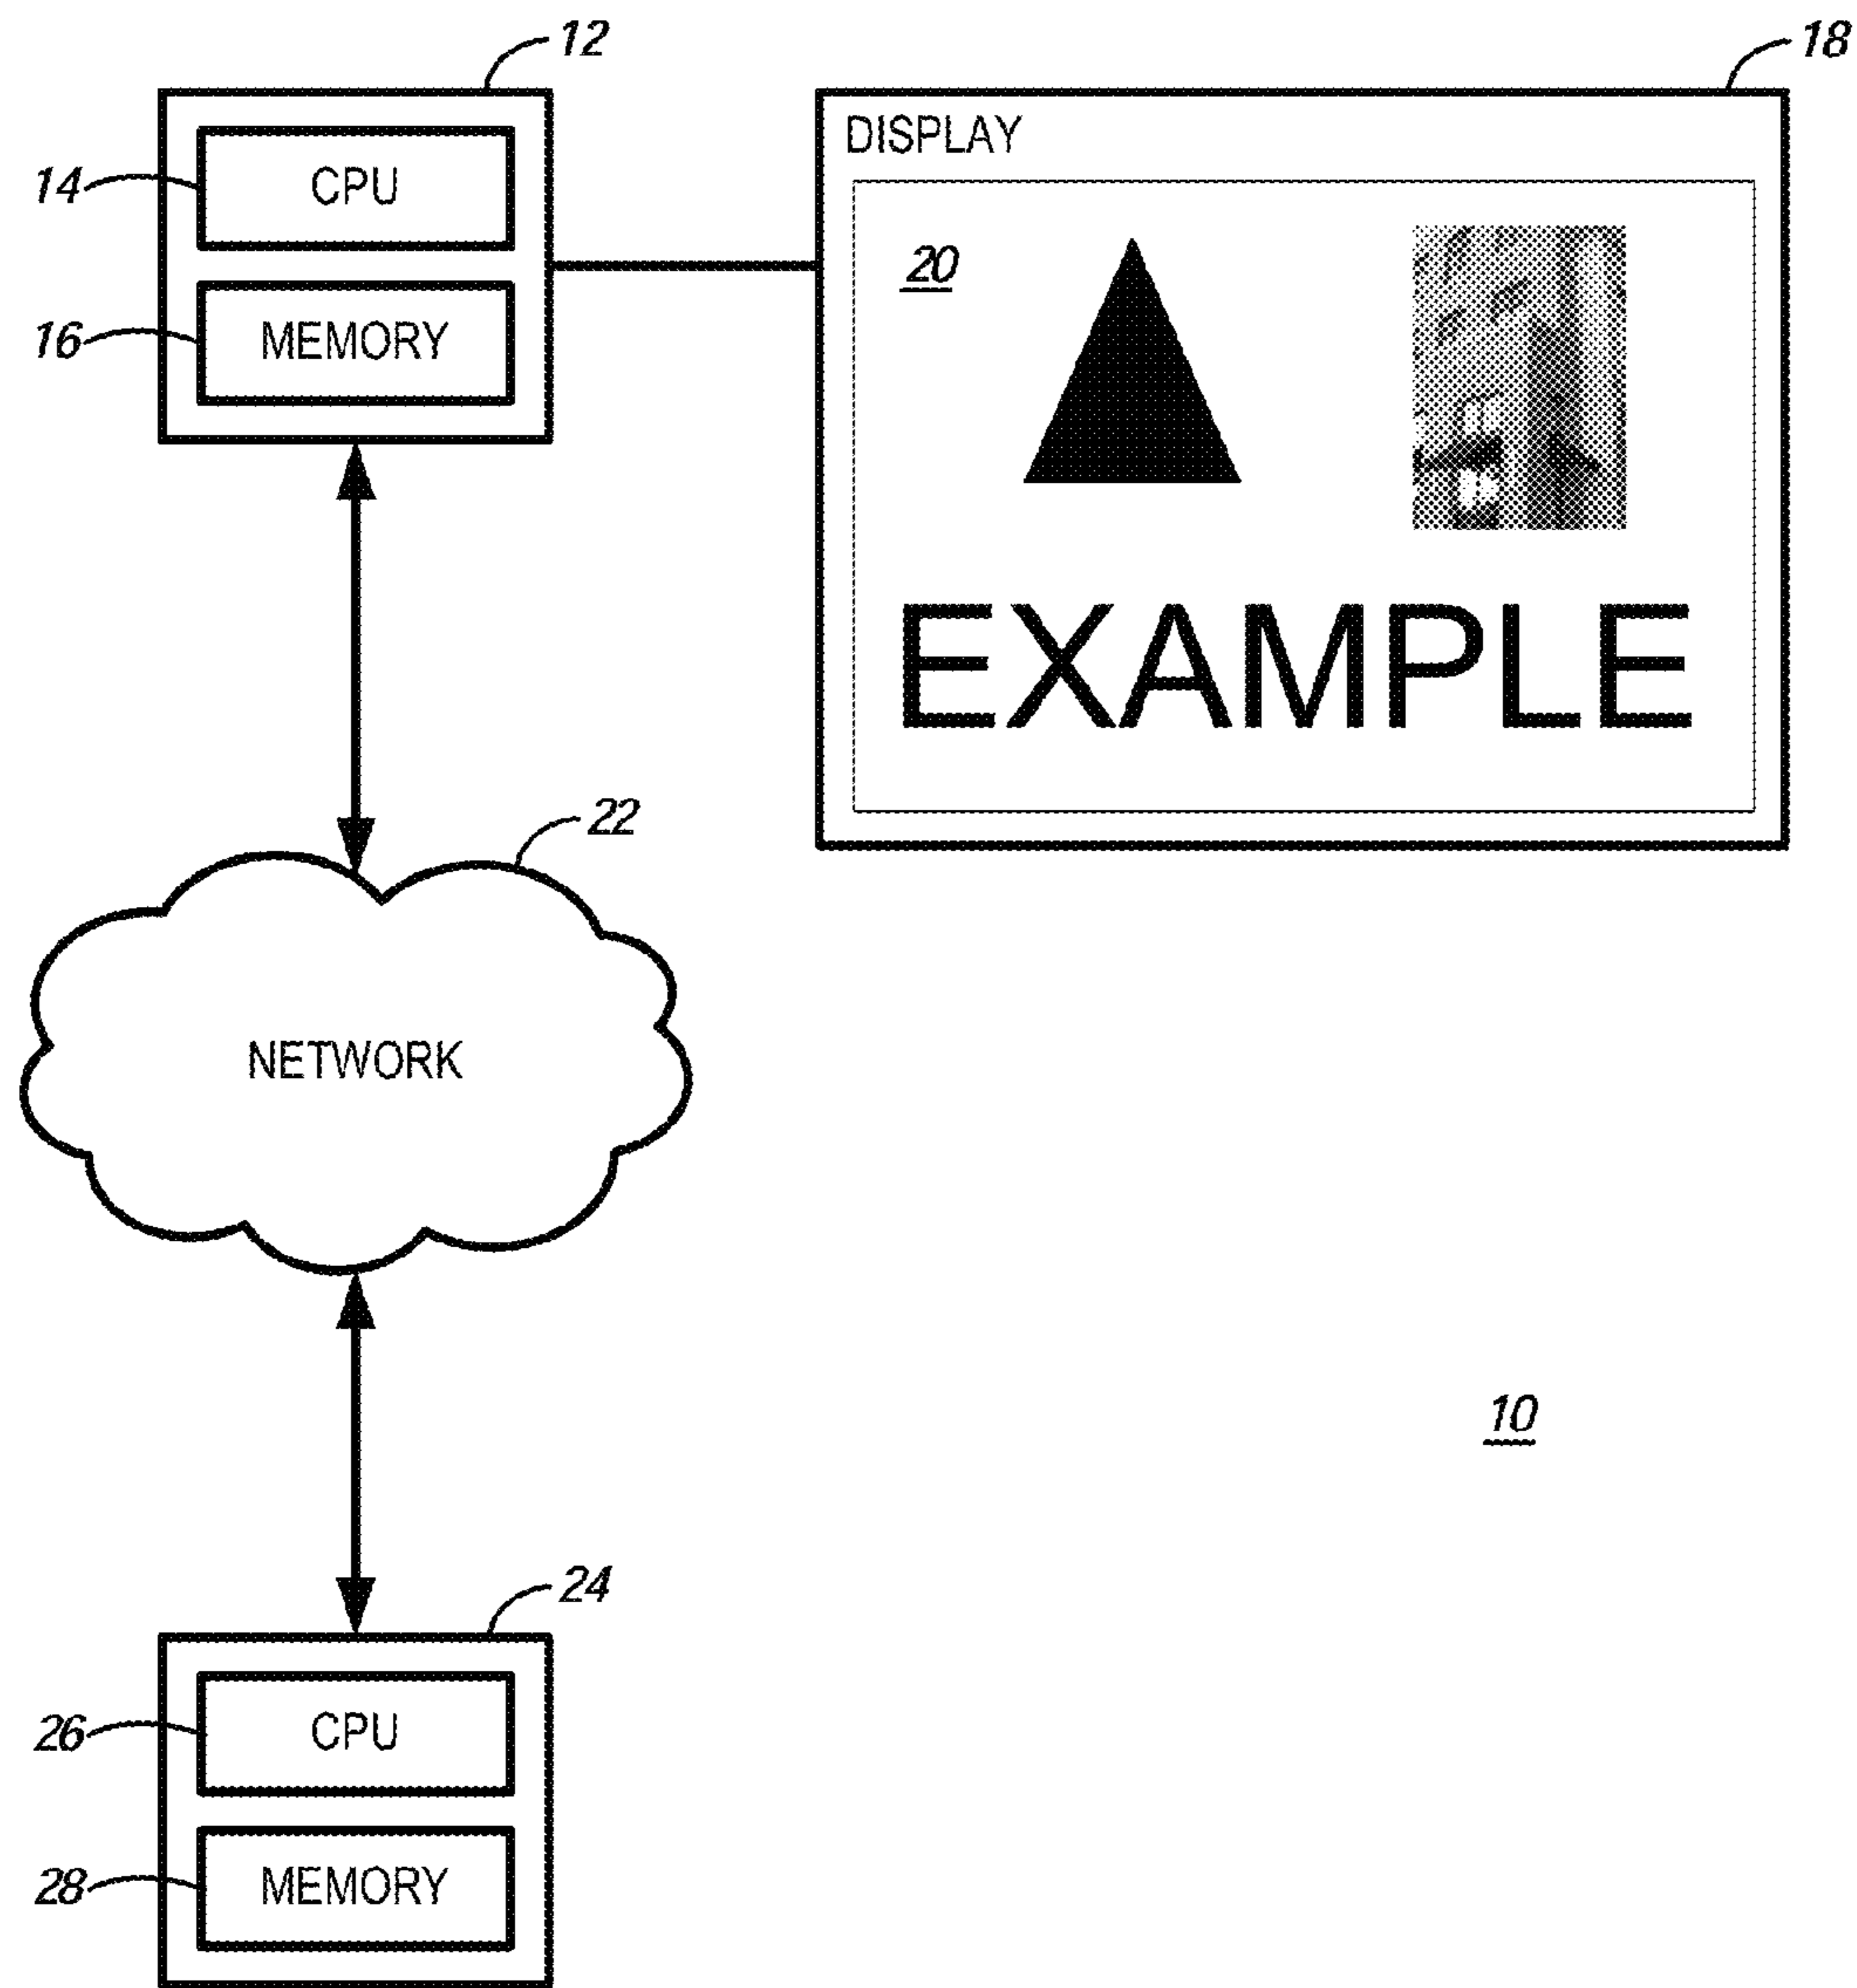 12
18
DISPLAY
14
CPU
20
16
MEMORY
EXAMPLE
22
NETWORK
10
24
26
CPU
28
MEMORY